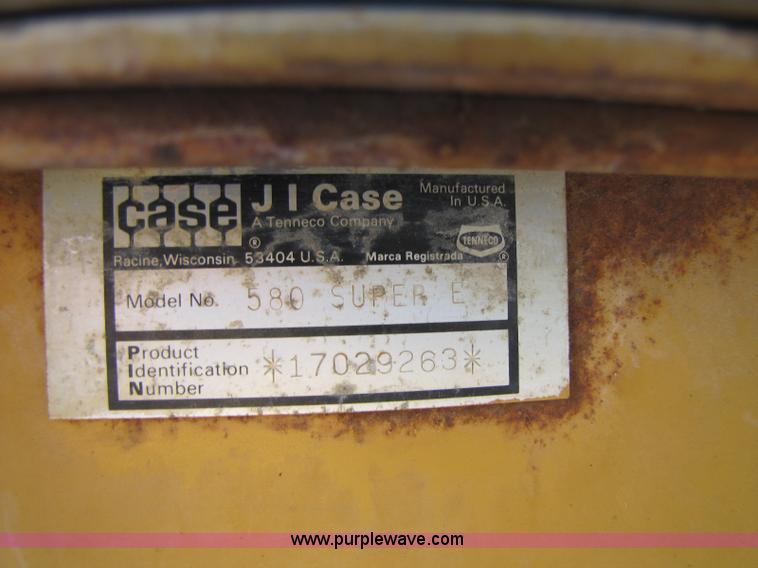 case
J I Case
A Tenneco Company
Manufactured
In U.S.A.
®
TENNECO
®
Racine, Wisconsin 53404 U.S.A. Marca Registrada
Model No. 580 SUPER E
Product
Identification
Number
*17029263*
www.purplewave.com